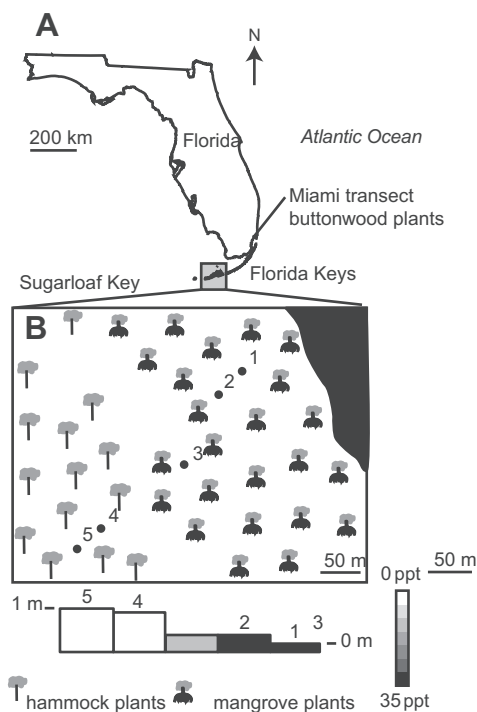 A
N
200 km
Florida
Atlantic Ocean
Miami transect
buttonwood plants
Sugarloaf Key
Florida Keys
B
1
2
3
4
5
50 m
50 m
0 ppt
1 m
5
4
2
1
3
0 m
hammock plants
mangrove plants
35 ppt